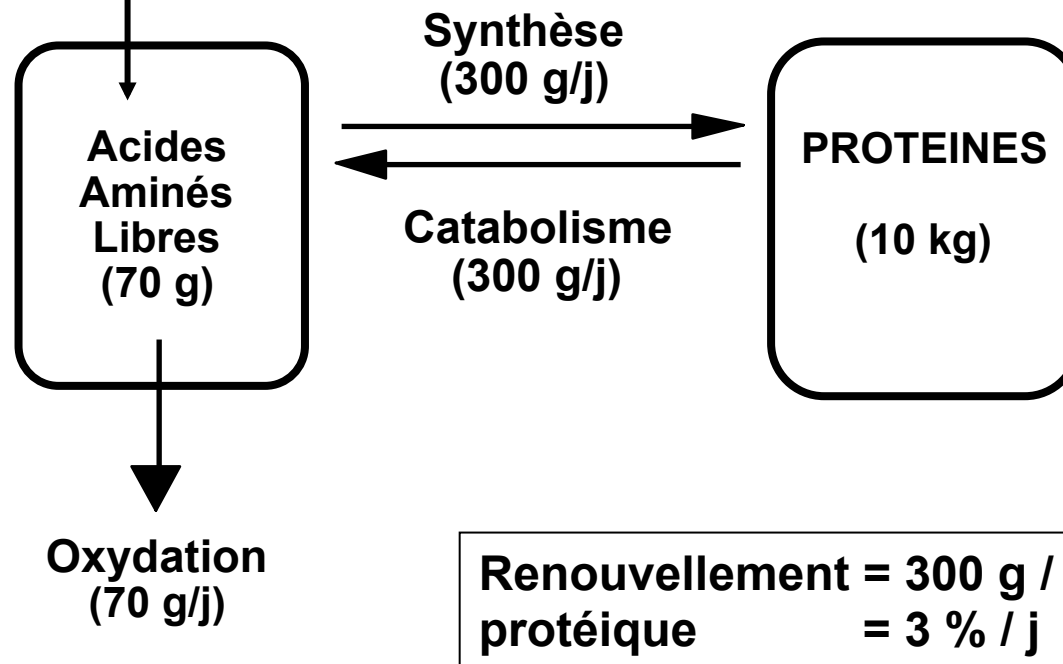 Synthèse
(300 g/j)
Acides
Aminés
Libres
(70 g)
PROTEINES
(10 kg)
Catabolisme
(300 g/j)
Oxydation
(70 g/j)
Renouvellement = 300 g /
protéique = 3 % / j